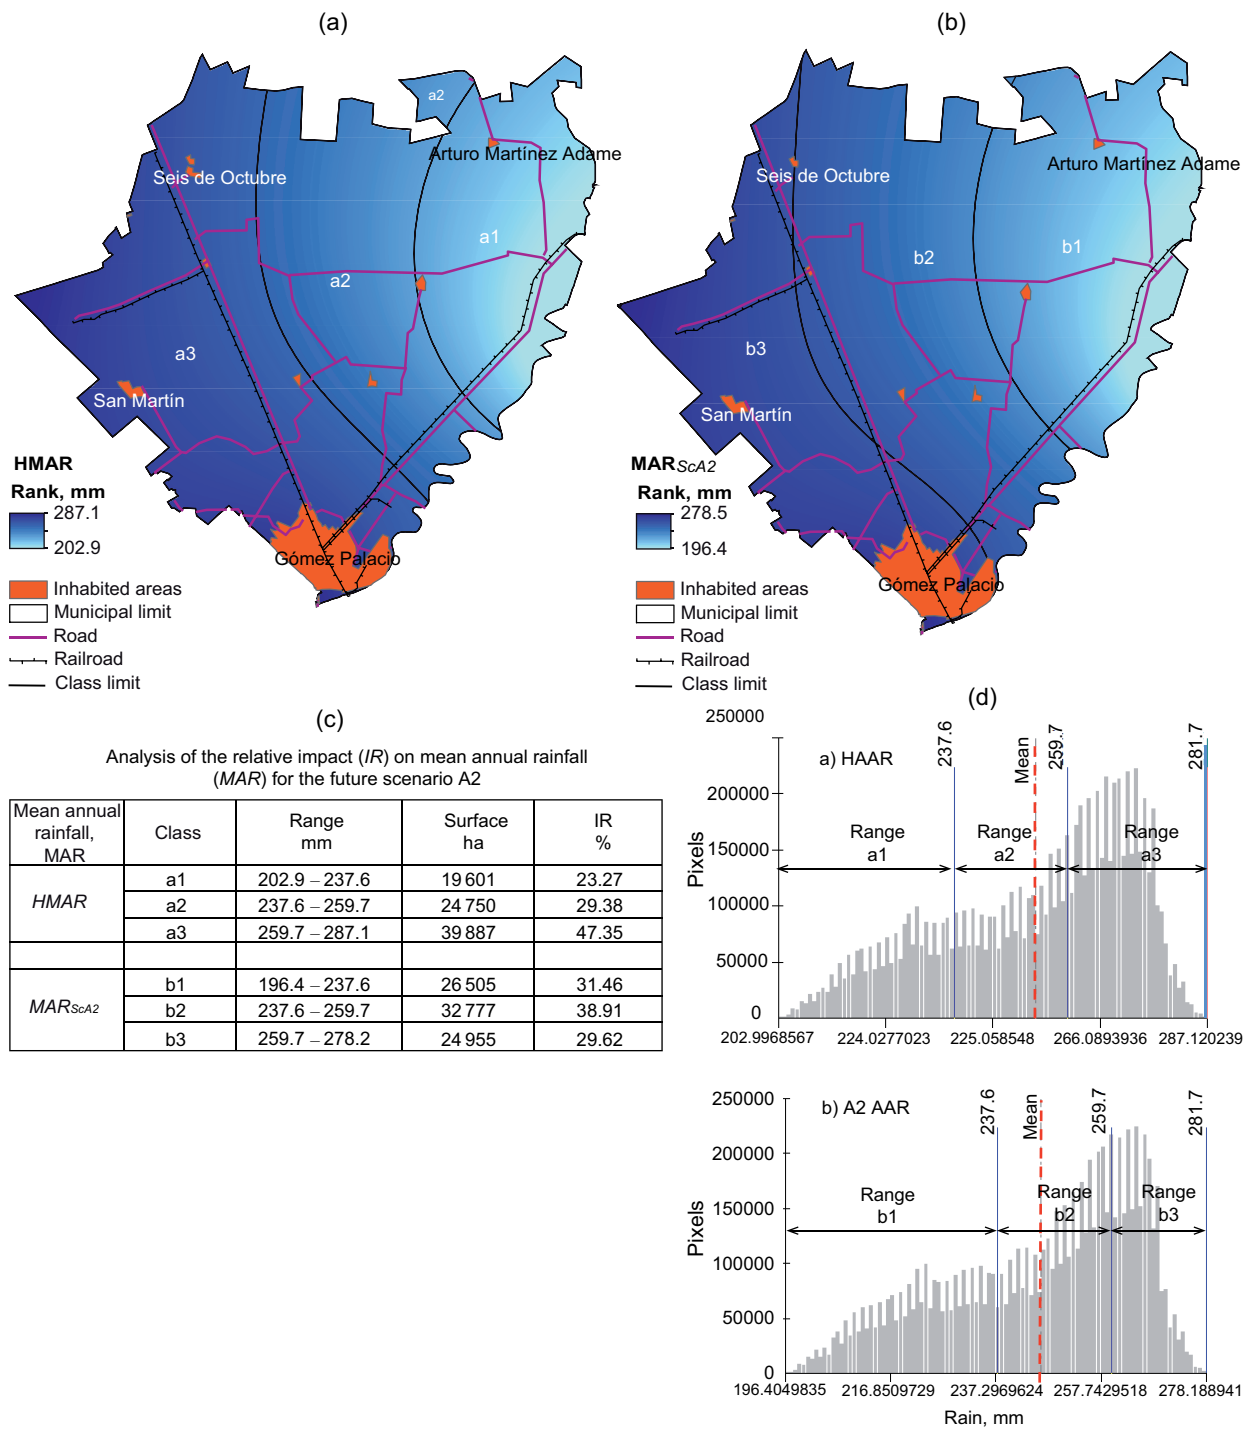 (a)
a2
Arturo Martínez Adame
Seis de Octubre
a1
a2
a3
San Martín
Gómez Palacio
HMAR
Rank, mm
287.1
202.9
Inhabited areas
Municipal limit
Road
Railroad
Class limit
(b)
Arturo Martínez Adame
Seis de Octubre
b1
b2
b3
San Martín
Gómez Palacio
MARScA2
Rank, mm
278.5
196.4
Inhabited areas
Municipal limit
Road
Railroad
Class limit
(c)
Analysis of the relative impact (IR) on mean annual rainfall
(MAR) for the future scenario A2
Mean annual rainfall, MAR Class Range mm Surface ha IR %
HMAR
a1 202.9 – 237.6 19 601 23.27
a2 237.6 – 259.7 24 750 29.38
a3 259.7 – 287.1 39 887 47.35
MARScA2
b1 196.4 – 237.6 26 505 31.46
b2 237.6 – 259.7 32 777 38.91
b3 259.7 – 278.2 24 955 29.62
(d)
a) HAAR
Pixels
250000
200000
150000
100000
50000
0
237.6
Mean
259.7
281.7
Range a1
Range a2
Range a3
202.9968567 224.0277023 225.058548 266.0893936 287.120239
b) A2 AAR
Pixels
250000
200000
150000
100000
50000
0
237.6
Mean
259.7
281.7
Range b1
Range b2
Range b3
196.4049835 216.8509729 237.2969624 257.7429518 278.188941
Rain, mm